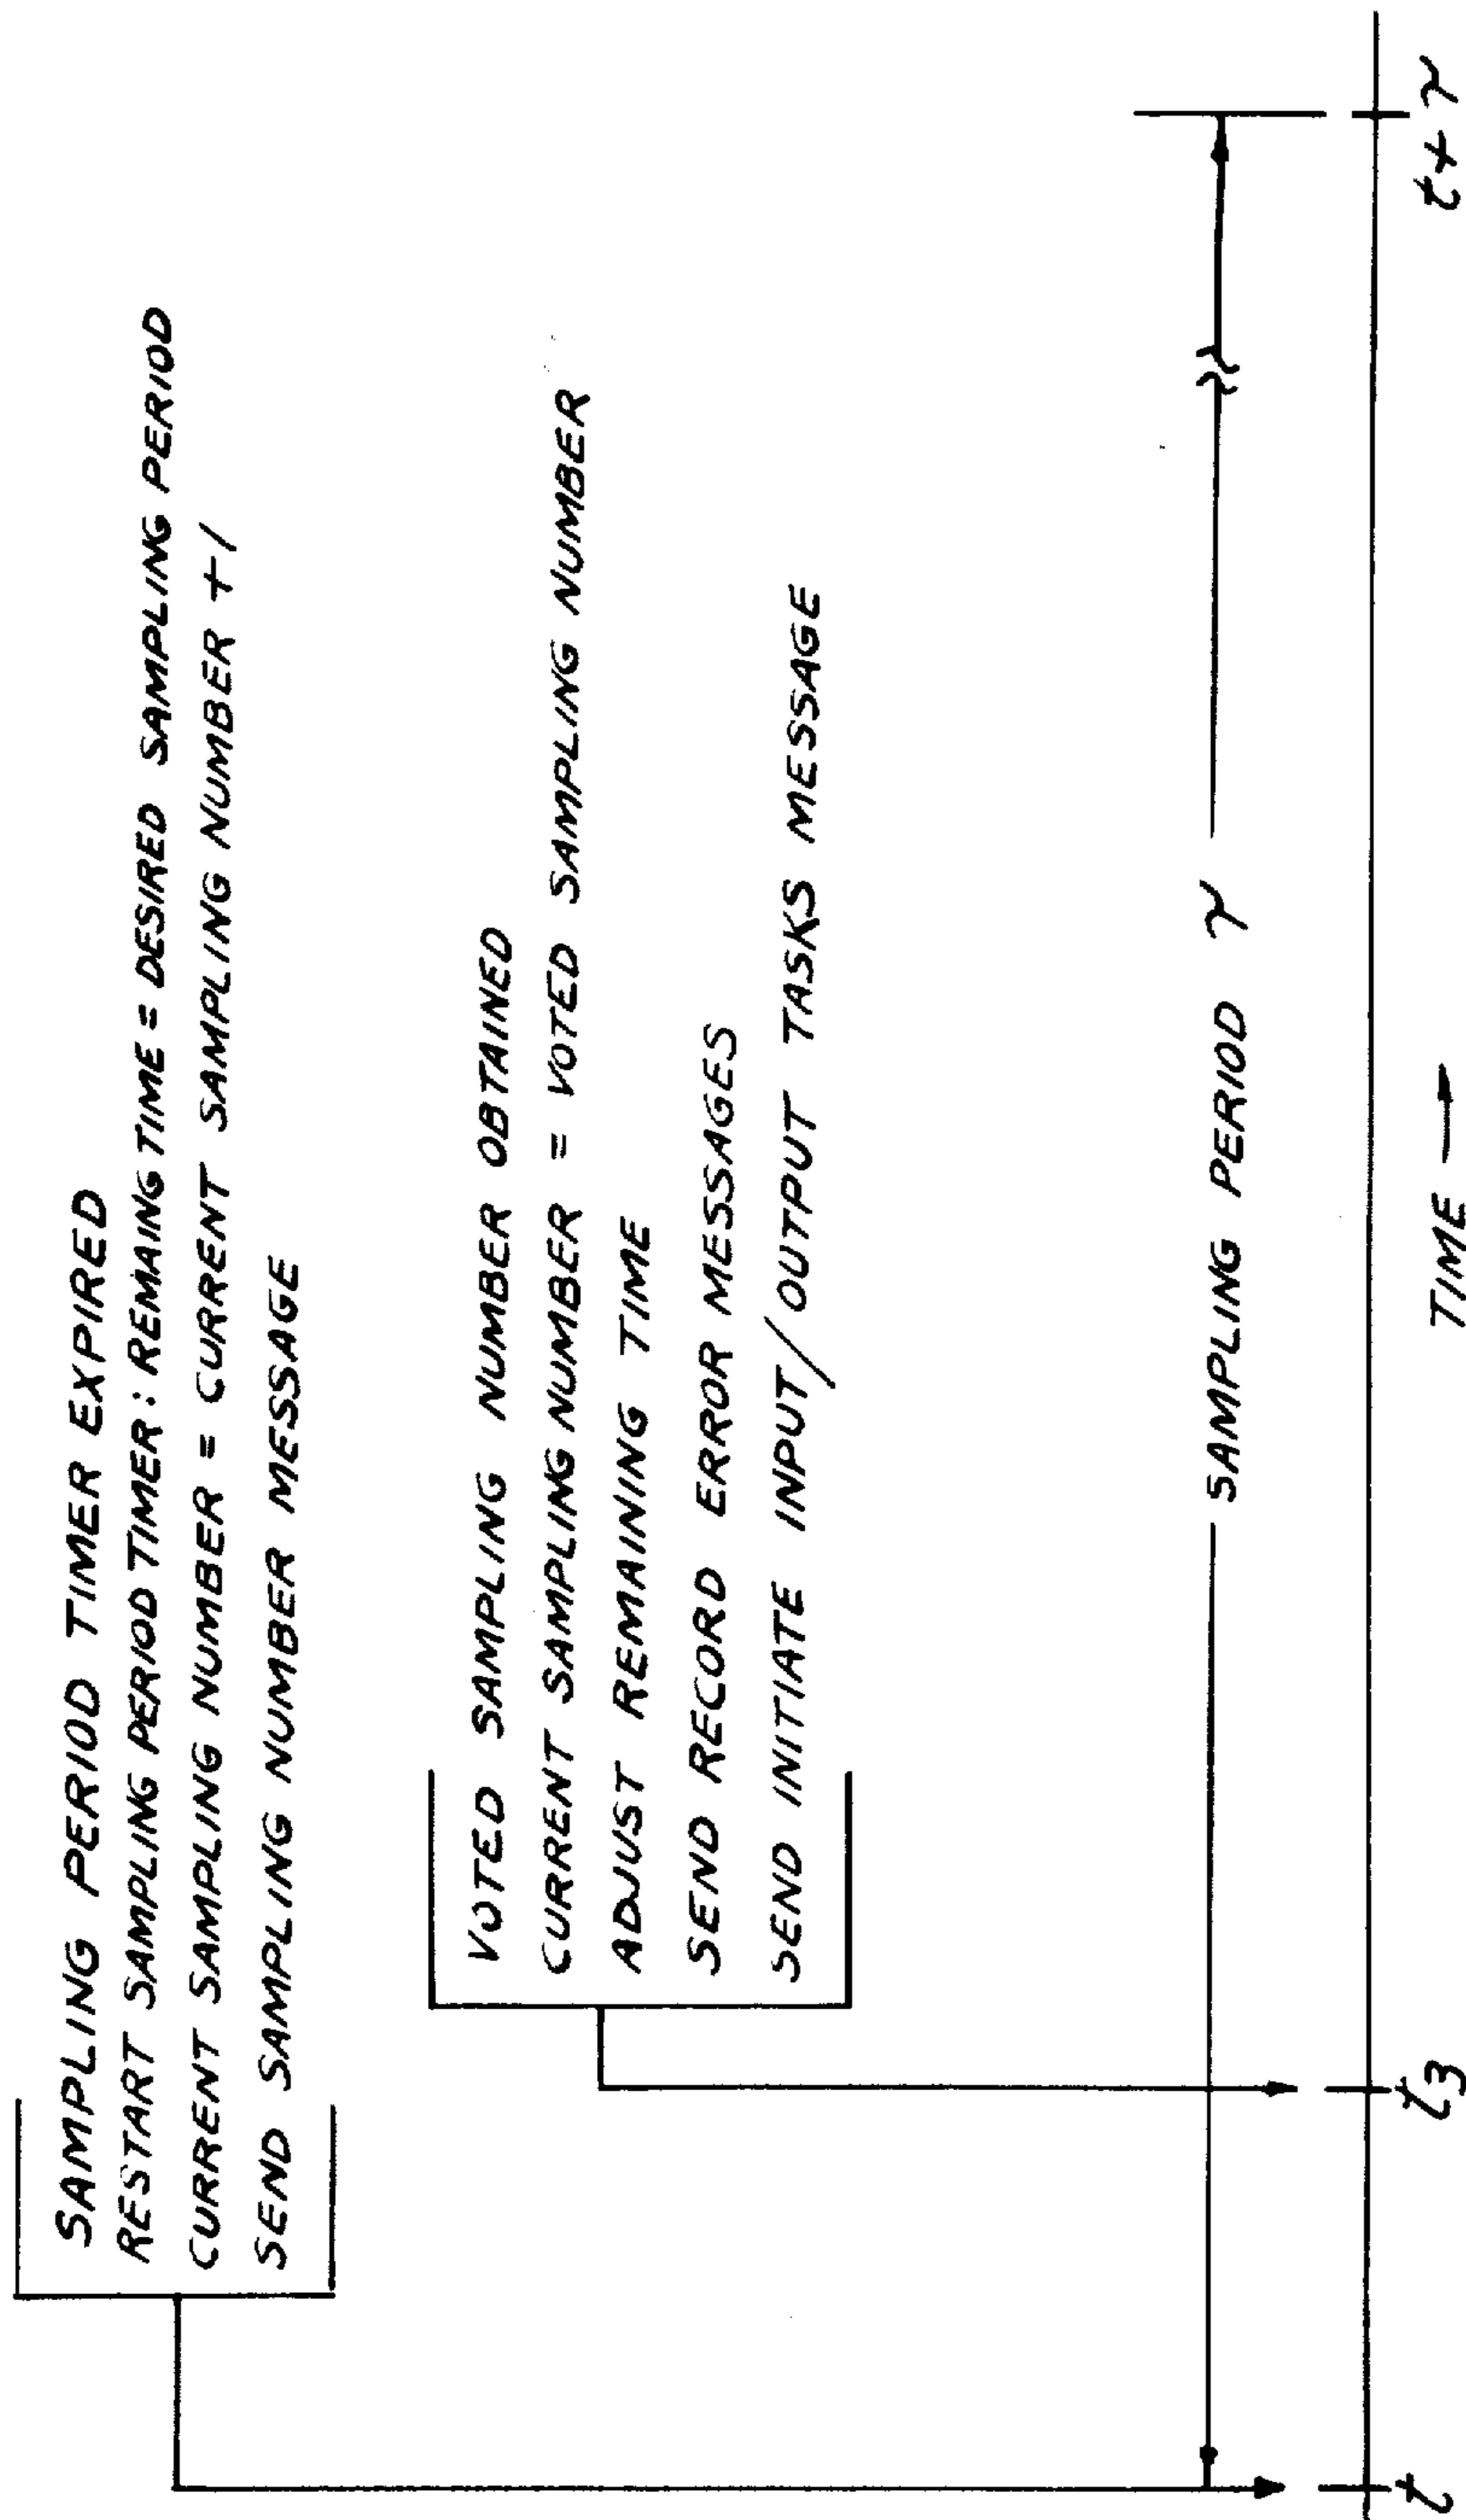 SAMPLING PERIOD TIMER EXPIRED
RESTART SAMPLING PERIOD TIMER: REMAING TIME = DESIRED SAMPLING PERIOD
CURRENT SAMPLING NUMBER = CURRENT SAMPLING NUMBER +1
SEND SAMPLING NUMBER MESSAGE
VOTED SAMPLING NUMBER OBTAINED
CURRENT SAMPLING NUMBER = VOTED SAMPLING NUMBER
ADJUST REMAINING TIME
SEND RECORD ERROR MESSAGES
SEND INITIATE INPUT/OUTPUT TASKS MESSAGE
SAMPLING PERIOD τ
t t3 t+τ
TIME →